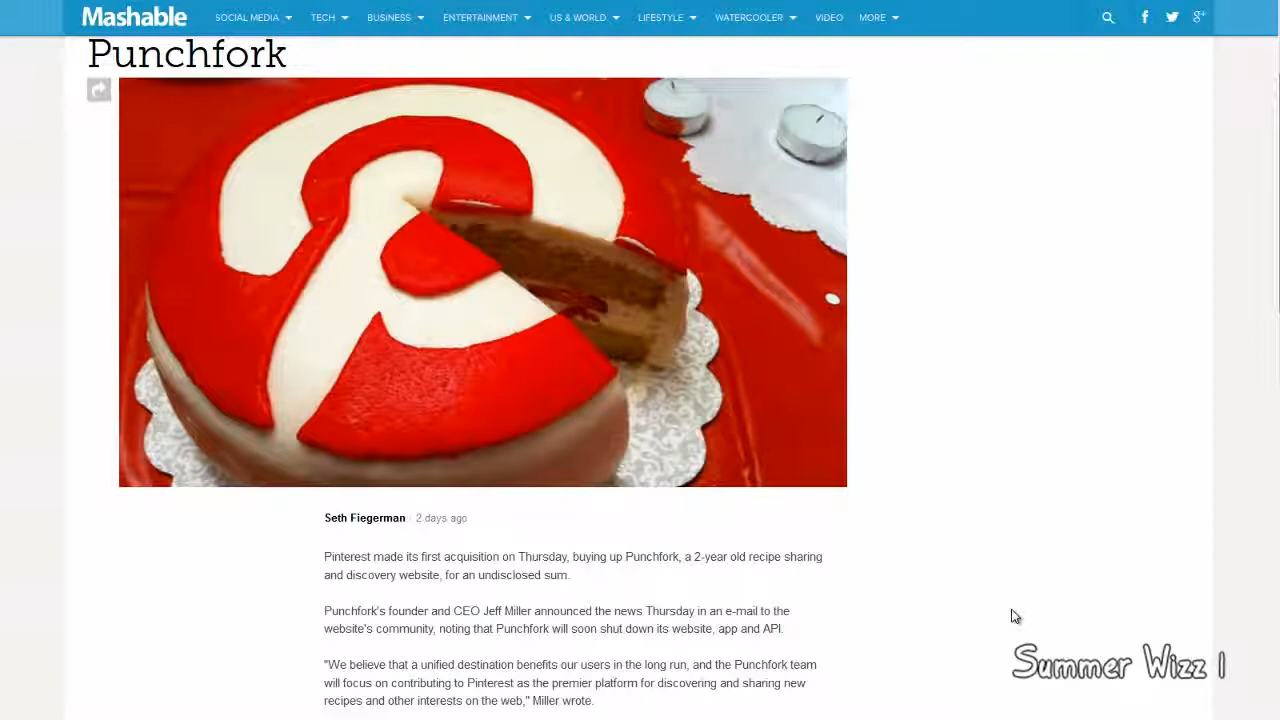 Mashable SOCIAL MEDIA TECH BUSINESS ENTERTAINMENT US & WORLD LIFESTYLE WATERCOOLER VIDEO MORE
Punchfork
Seth Fiegerman 2 days ago
Pinterest made its first acquisition on Thursday, buying up Punchfork, a 2-year old recipe sharing
and discovery website, for an undisclosed sum.
Punchfork's founder and CEO Jeff Miller announced the news Thursday in an e-mail to the
website's community, noting that Punchfork will soon shut down its website, app and API.
"We believe that a unified destination benefits our users in the long run, and the Punchfork team
will focus on contributing to Pinterest as the premier platform for discovering and sharing new
recipes and other interests on the web," Miller wrote.
Summer Wizz 1